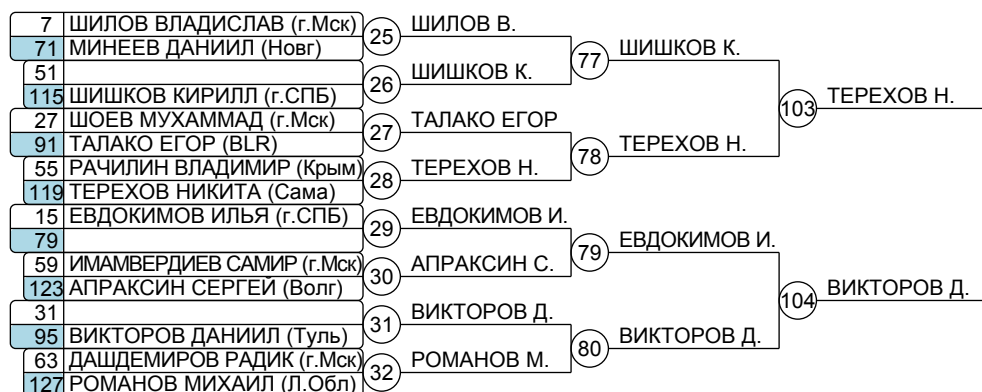 7 ШИЛОВ ВЛАДИСЛАВ (г.Мск)
71 МИНЕЕВ ДАНИИЛ (Новг)
25 ШИЛОВ В.
51
115 ШИШКОВ КИРИЛЛ (г.СПБ)
26 ШИШКОВ К.
77 ШИШКОВ К.
27 ШОЕВ МУХАММАД (г.Мск)
91 ТАЛАКО ЕГОР (BLR)
27 ТАЛАКО ЕГОР
55 РАЧИЛИН ВЛАДИМИР (Крым)
119 ТЕРЕХОВ НИКИТА (Сама)
28 ТЕРЕХОВ Н.
78 ТЕРЕХОВ Н.
103 ТЕРЕХОВ Н.
15 ЕВДОКИМОВ ИЛЬЯ (г.СПБ)
79
29 ЕВДОКИМОВ И.
59 ИМАМВЕРДИЕВ САМИР (г.Мск)
123 АПРАКСИН СЕРГЕЙ (Волг)
30 АПРАКСИН С.
79 ЕВДОКИМОВ И.
31
95 ВИКТОРОВ ДАНИИЛ (Туль)
31 ВИКТОРОВ Д.
63 ДАШДЕМИРОВ РАДИК (г.Мск)
127 РОМАНОВ МИХАИЛ (Л.Обл)
32 РОМАНОВ М.
80 ВИКТОРОВ Д.
104 ВИКТОРОВ Д.